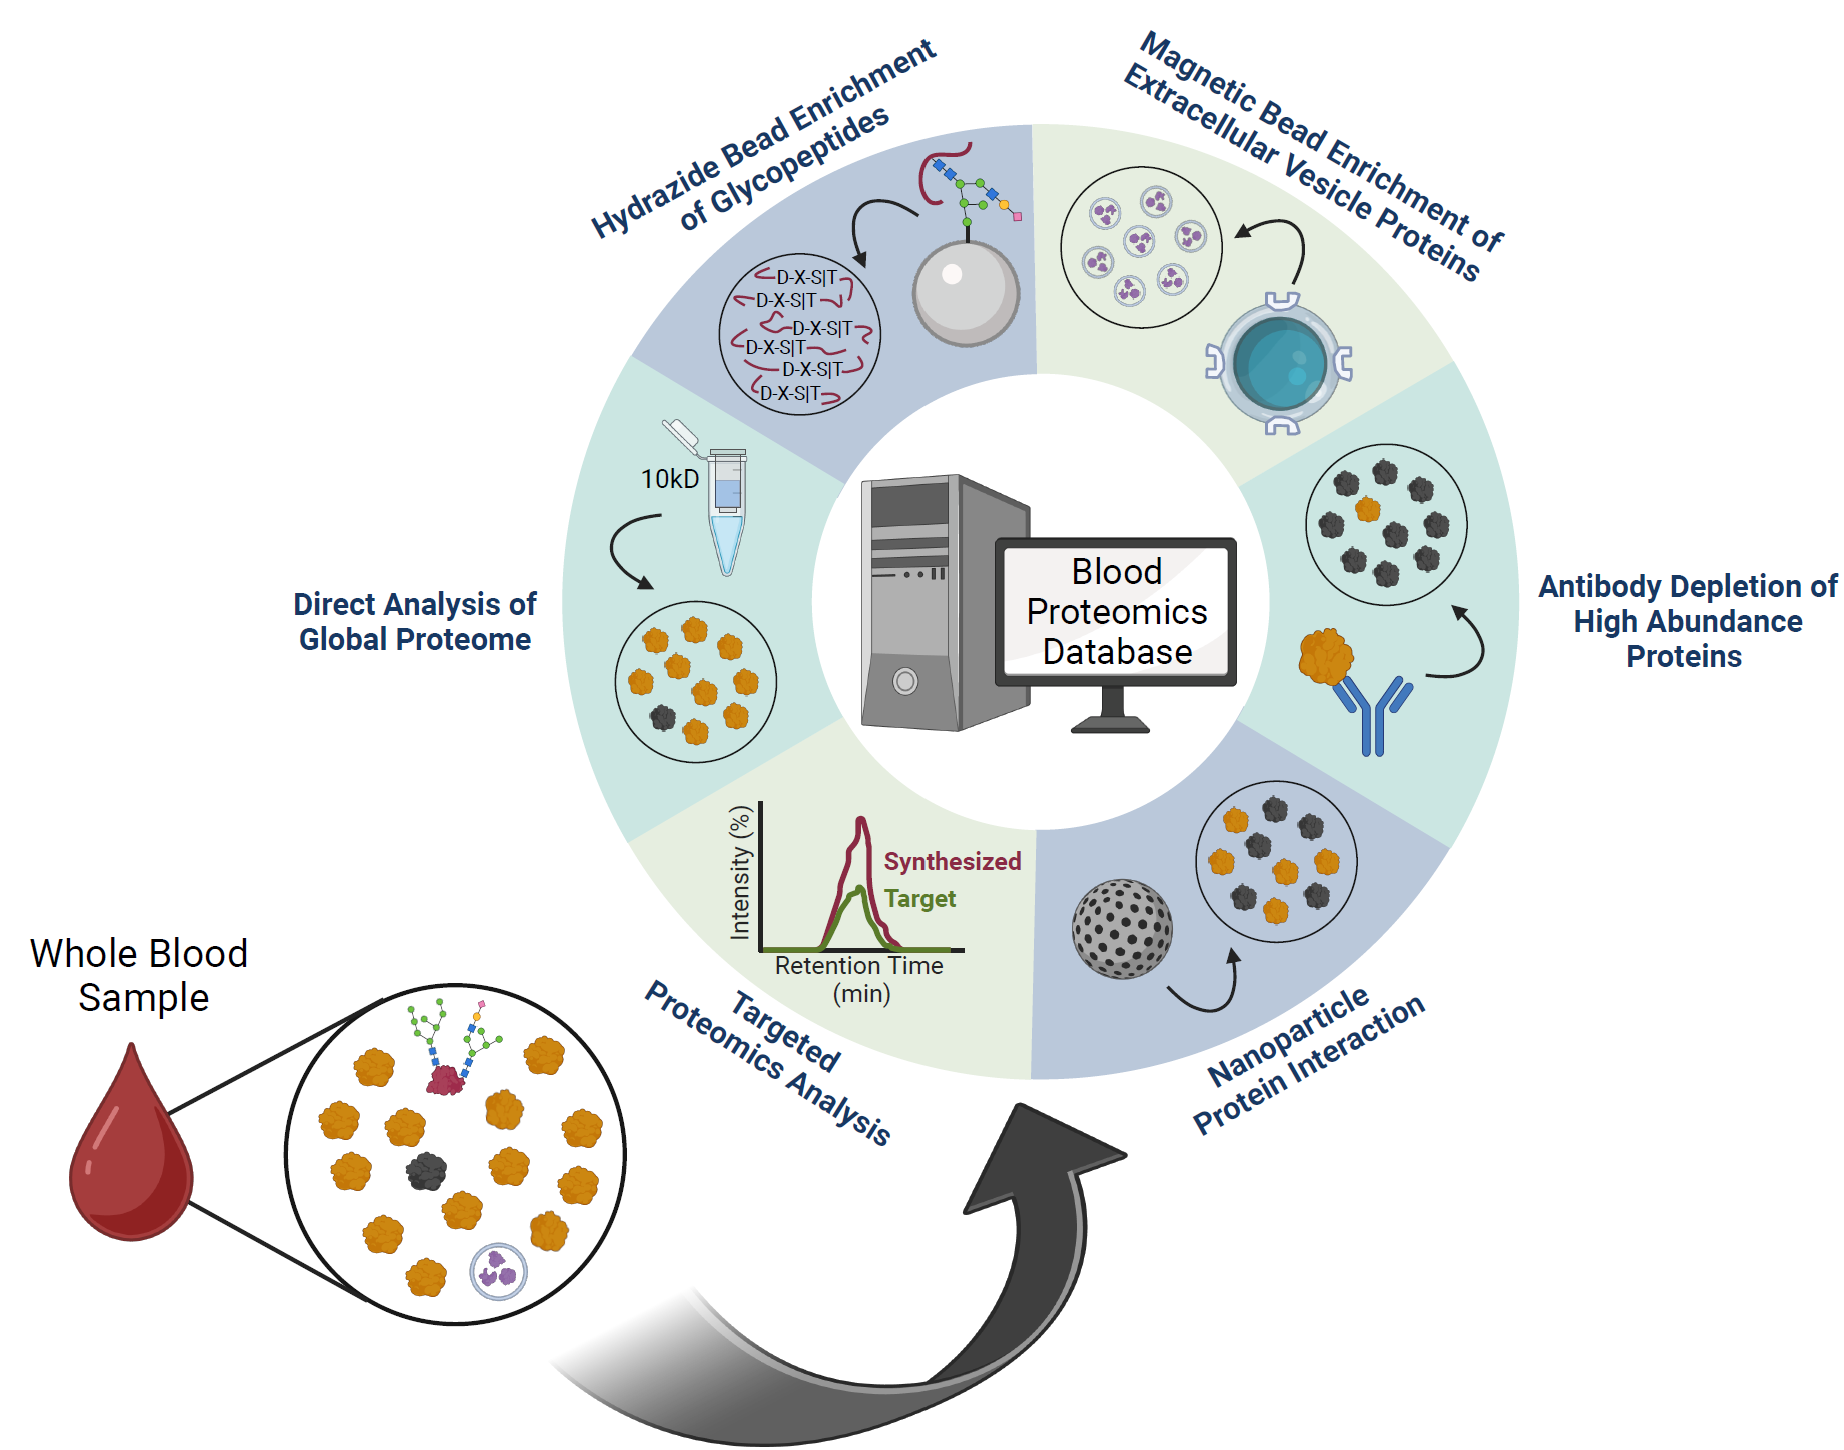 Hydrazide Bead Enrichment
of Glycopeptides
Magnetic Bead Enrichment of
Extracellular Vesicle Proteins
D-X-S|T
D-X-S|T
D-X-S|T
D-X-S|T
D-X-S|T
D-X-S|T
10kD
Direct Analysis of
Global Proteome
Blood
Proteomics
Database
Antibody Depletion of
High Abundance
Proteins
Intensity (%)
Synthesized
Target
Retention Time
(min)
Targeted
Proteomics Analysis
Nanoparticle
Protein Interaction
Whole Blood
Sample